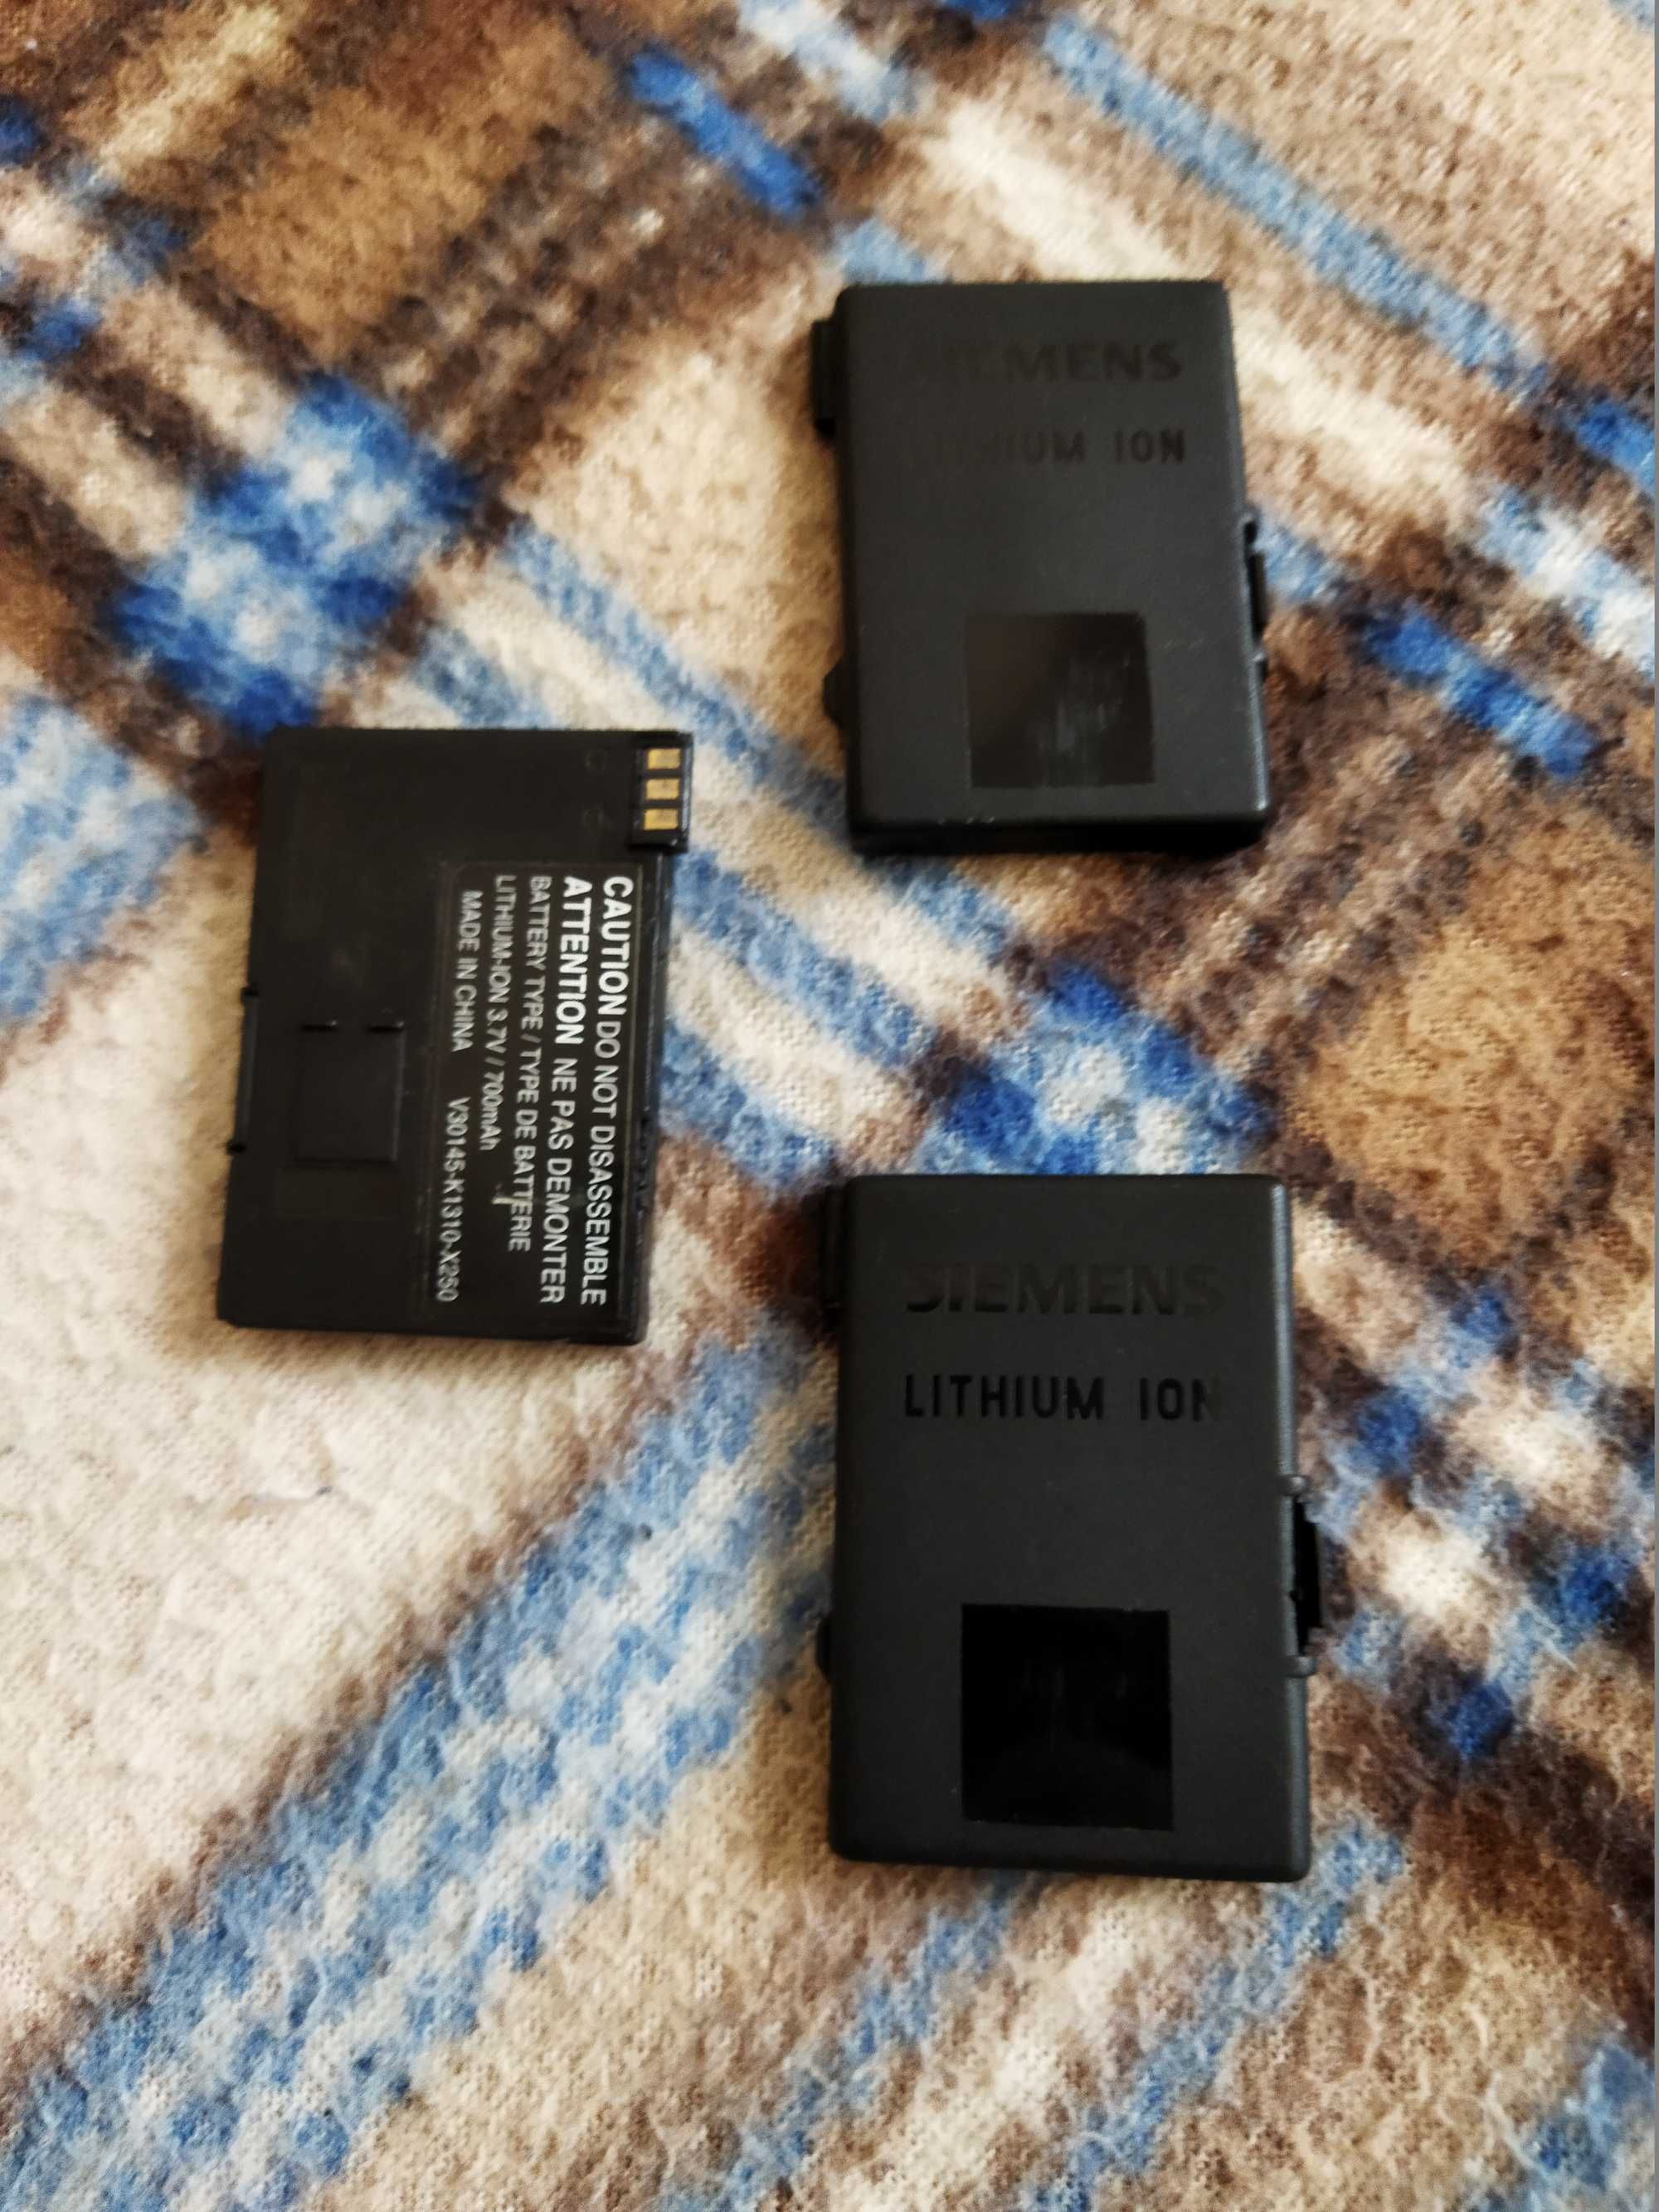 SIEMENS
LITHIUM ION
CAUTION DO NOT DISASSEMBLE
ATTENTION NE PAS DEMONTER
BATTERY TYPE / TYPE DE BATTERIE
LITHIUM-ION 3.7V / 700mAh
MADE IN CHINA V30145-K1310-X250
SIEMENS
LITHIUM ION